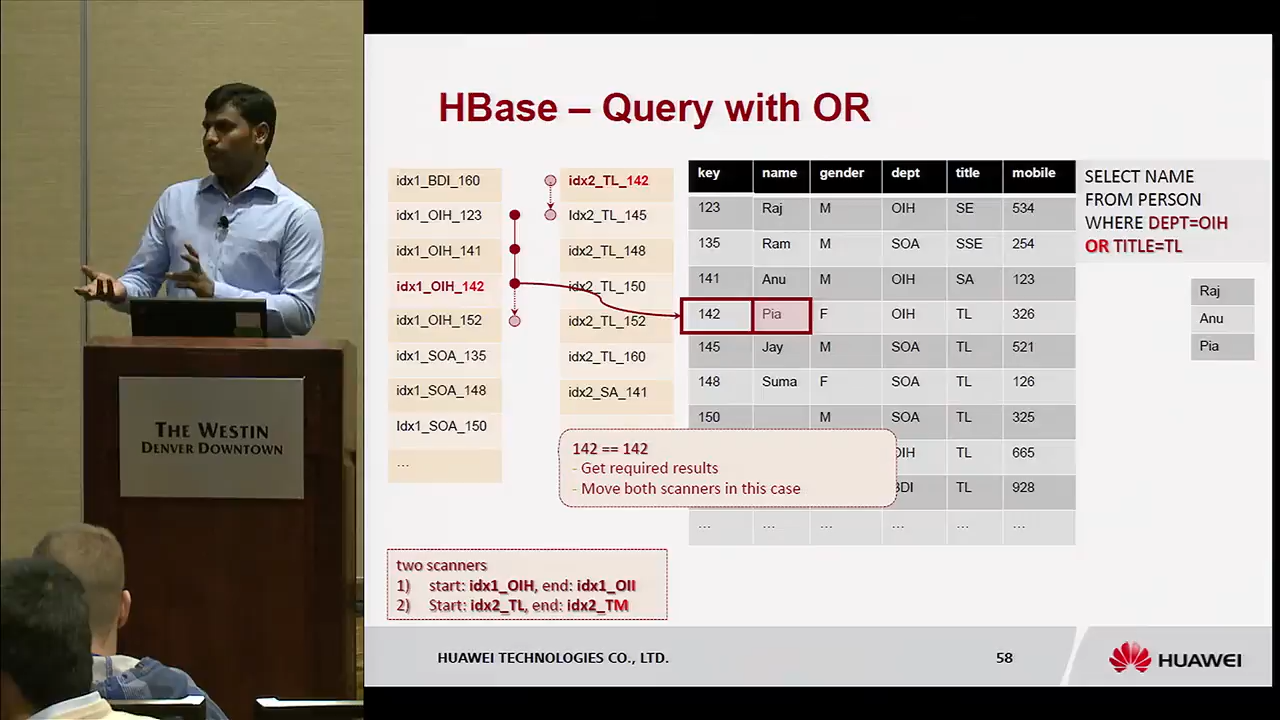 HBase – Query with OR
idx1_BDI_160
idx1_OIH_123
idx1_OIH_141
idx1_OIH_142
idx1_OIH_152
idx1_SOA_135
idx1_SOA_148
Idx1_SOA_150
...
idx2_TL_142
Idx2_TL_145
idx2_TL_148
idx2_TL_150
idx2_TL_152
idx2_TL_160
idx2_SA_141
key name gender dept title mobile
123 Raj M OIH SE 534
135 Ram M SOA SSE 254
141 Anu M OIH SA 123
142 Pia F OIH TL 326
145 Jay M SOA TL 521
148 Suma F SOA TL 126
150 M SOA TL 325
OIH TL 665
BDI TL 928
... ... ... ... ... ...
SELECT NAME
FROM PERSON
WHERE DEPT=OIH
OR TITLE=TL
Raj
Anu
Pia
142 == 142
- Get required results
- Move both scanners in this case
two scanners
1) start: idx1_OIH, end: idx1_OII
2) Start: idx2_TL, end: idx2_TM
HUAWEI TECHNOLOGIES CO., LTD.
58
HUAWEI
THE WESTIN
DENVER DOWNTOWN